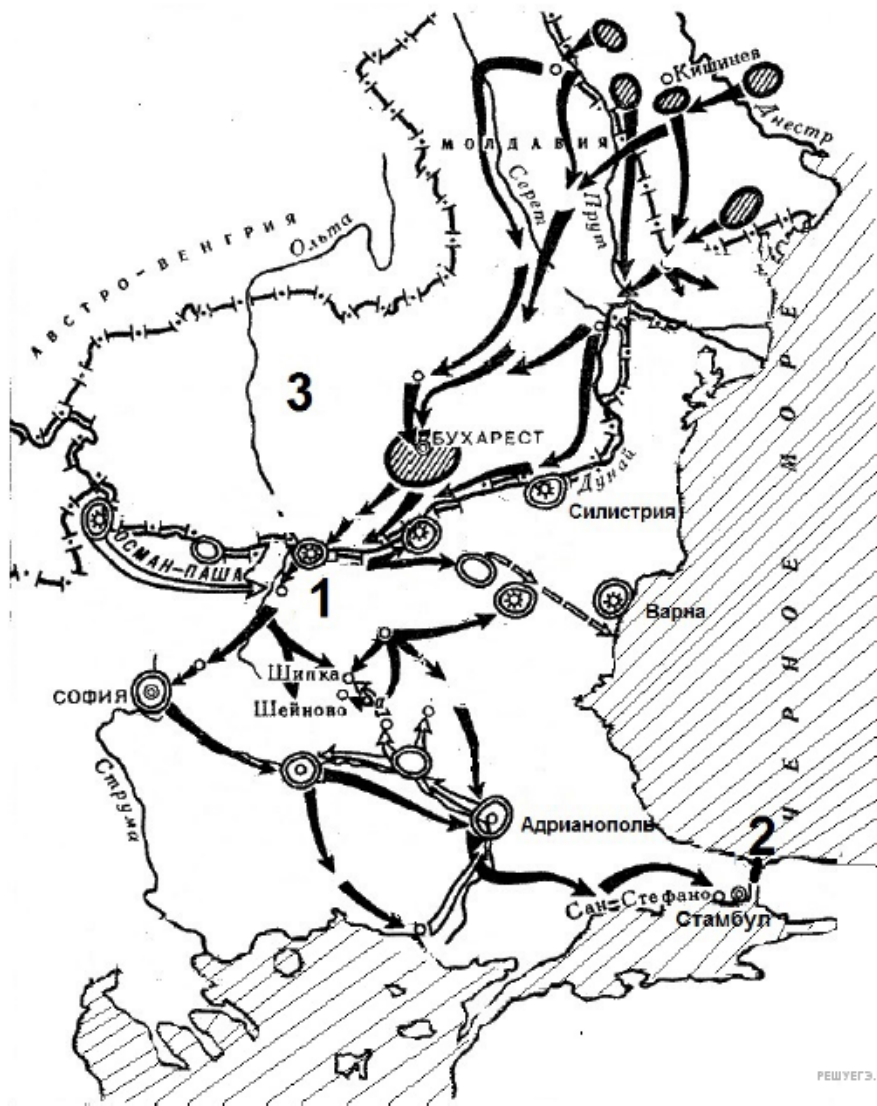 Кишинев
Днестр
МОЛДАВИЯ
Серет
Прут
АВСТРО-ВЕНГРИЯ
Ольта
3
БУХАРЕСТ
Дунай
Силистрия
ОСМАН-ПАША
1
Варна
ЧЕРНОЕ МОРЕ
Шипка
СОФИЯ
Шейново
Струма
Адрианополь
2
Сан-Стефано
Стамбул
РЕШУЕГЭ.